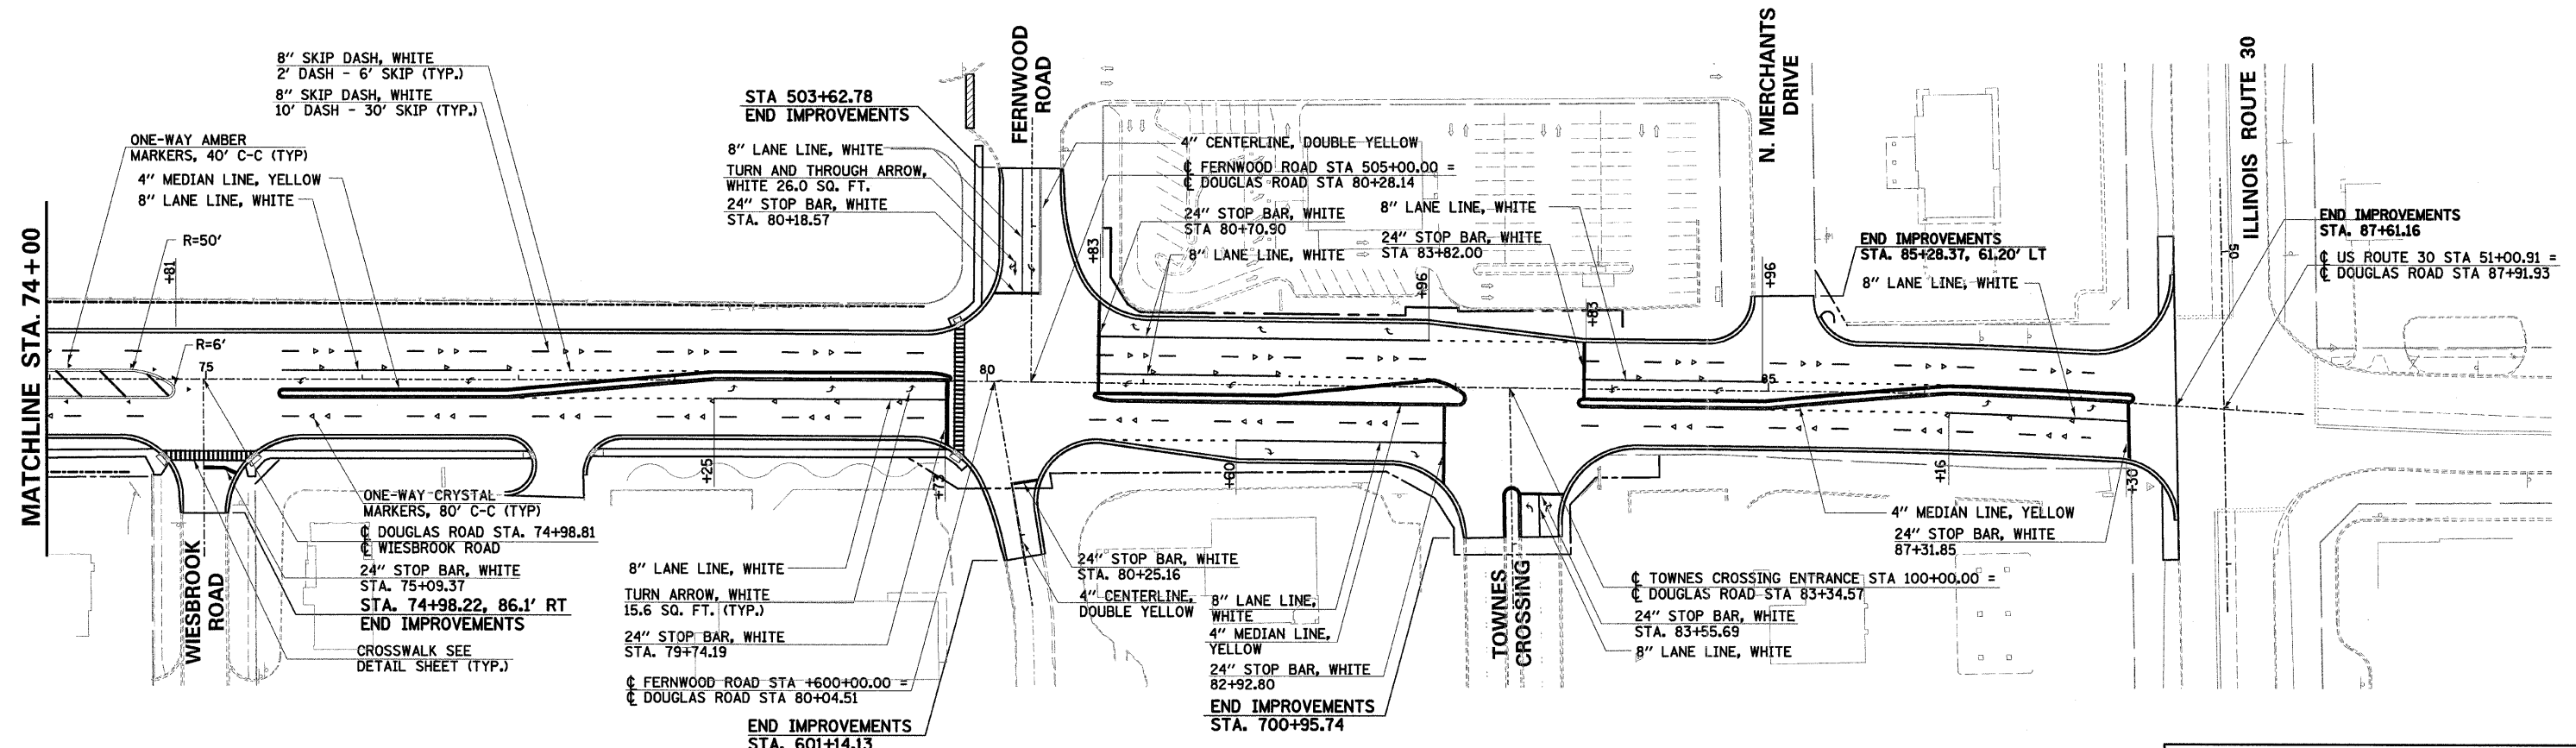 MATCHLINE STA. 74+00
8" SKIP DASH, WHITE
2' DASH - 6' SKIP (TYP.)
8" SKIP DASH, WHITE
10' DASH - 30' SKIP (TYP.)
ONE-WAY AMBER
MARKERS, 40' C-C (TYP)
4" MEDIAN LINE, YELLOW
8" LANE LINE, WHITE
R=50'
+81
R=6'
75
STA 503+62.78
END IMPROVEMENTS
8" LANE LINE, WHITE
TURN AND THROUGH ARROW,
WHITE 26.0 SQ. FT.
24" STOP BAR, WHITE
STA. 80+18.57
FERNWOOD
ROAD
4" CENTERLINE, DOUBLE YELLOW
℄ FERNWOOD ROAD STA 505+00.00 =
℄ DOUGLAS ROAD STA 80+28.14
+83
24" STOP BAR, WHITE
STA 80+70.90
8" LANE LINE, WHITE
8" LANE LINE, WHITE
24" STOP BAR, WHITE
STA 83+82.00
+96
+83
N. MERCHANTS
DRIVE
+96
END IMPROVEMENTS
STA. 85+28.37, 61.20' LT
8" LANE LINE, WHITE
ILLINOIS ROUTE 30
50
END IMPROVEMENTS
STA. 87+61.16
℄ US ROUTE 30 STA 51+00.91 =
℄ DOUGLAS ROAD STA 87+91.93
80
85
WIESBROOK
ROAD
ONE-WAY CRYSTAL
MARKERS, 80' C-C (TYP)
℄ DOUGLAS ROAD STA. 74+98.81
℄ WIESBROOK ROAD
24" STOP BAR, WHITE
STA. 75+09.37
STA. 74+98.22, 86.1' RT
END IMPROVEMENTS
CROSSWALK SEE
DETAIL SHEET (TYP.)
+25
+73
8" LANE LINE, WHITE
TURN ARROW, WHITE
15.6 SQ. FT. (TYP.)
24" STOP BAR, WHITE
STA. 79+74.19
℄ FERNWOOD ROAD STA +600+00.00 =
℄ DOUGLAS ROAD STA 80+04.51
END IMPROVEMENTS
STA. 601+14.13
24" STOP BAR, WHITE
STA. 80+25.16
4" CENTERLINE,
DOUBLE YELLOW
+60
8" LANE LINE,
WHITE
4" MEDIAN LINE,
YELLOW
24" STOP BAR, WHITE
82+92.80
END IMPROVEMENTS
STA. 700+95.74
TOWNES
CROSSING
℄ TOWNES CROSSING ENTRANCE STA 100+00.00 =
℄ DOUGLAS ROAD STA 83+34.57
24" STOP BAR, WHITE
STA. 83+55.69
8" LANE LINE, WHITE
+16
+30
4" MEDIAN LINE, YELLOW
24" STOP BAR, WHITE
87+31.85